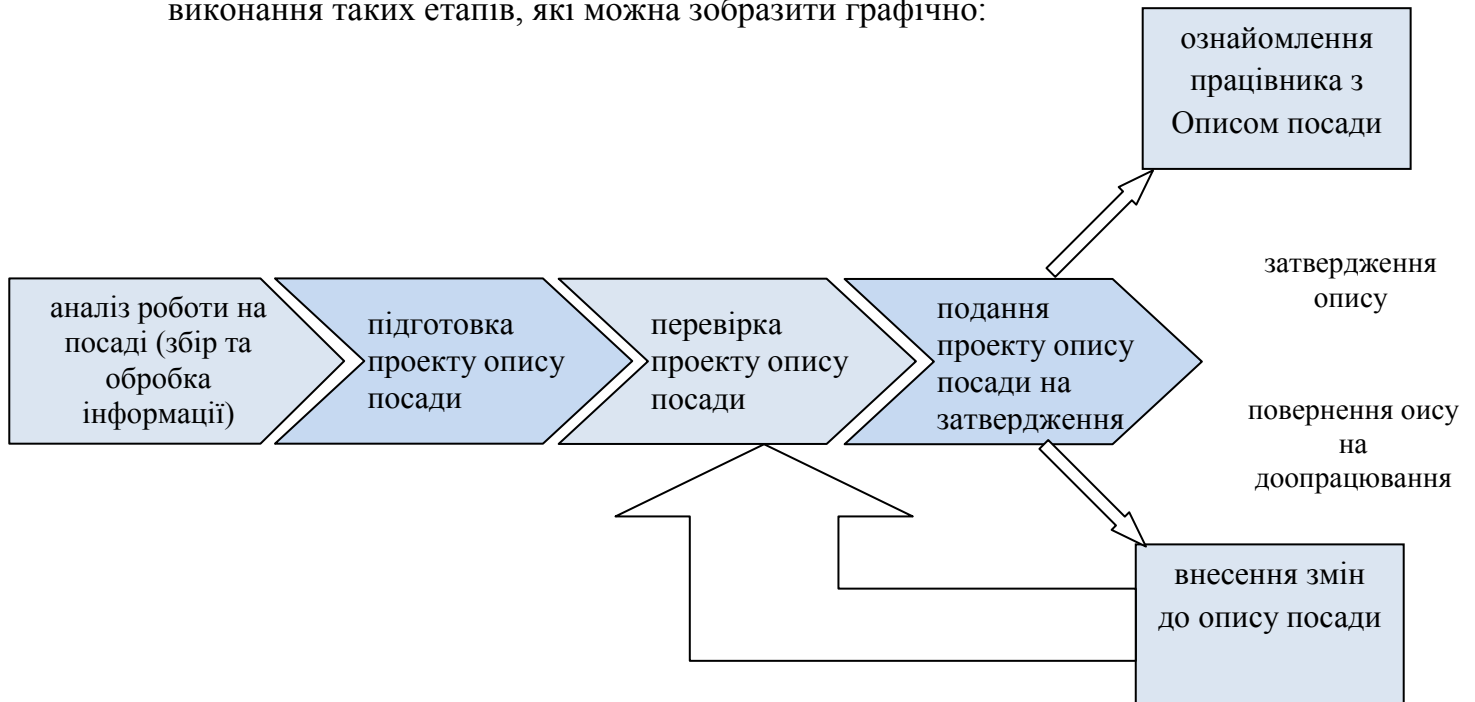 виконання таких етапів, які можна зобразити графічно:
ознайомлення
працівника з
Описом посади
затвердження
опису
аналіз роботи на
посаді (збір та
обробка
інформації)
підготовка
проекту опису
посади
перевірка
проекту опису
посади
подання
проекту опису
посади на
затвердження
повернення оису
на
доопрацювання
внесення змін
до опису посади